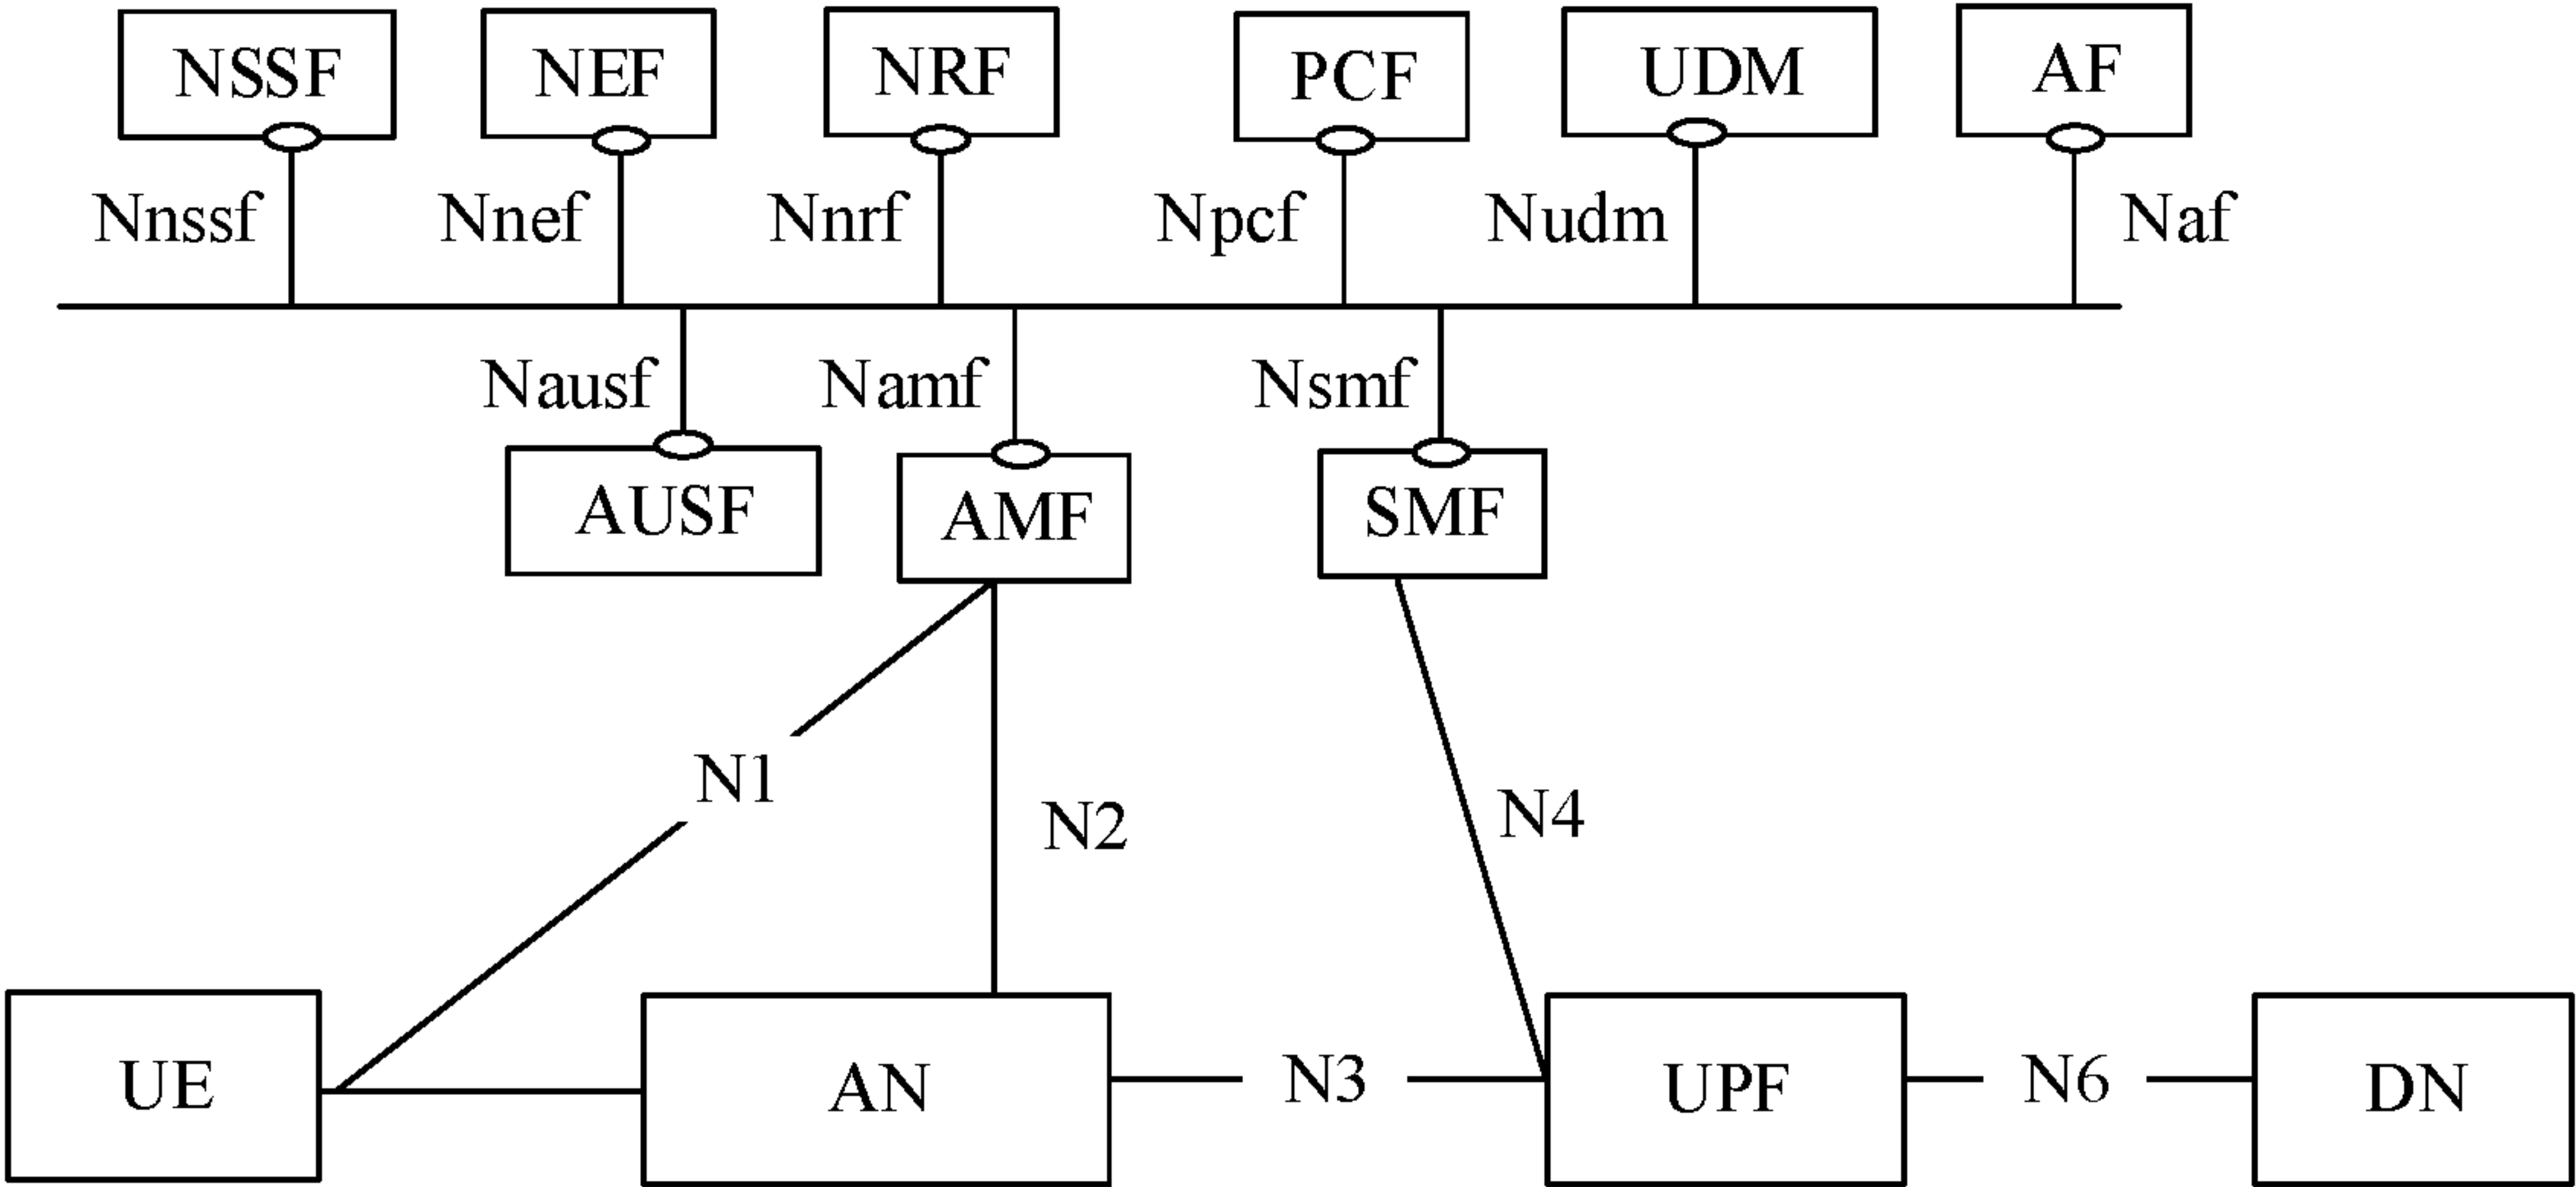 NSSF NEF NRF PCF UDM AF
Nnssf Nnef Nnrf Npcf Nudm Naf
Nausf Namf Nsmf
AUSF AMF SMF
N1 N2 N4
UE AN N3 UPF N6 DN